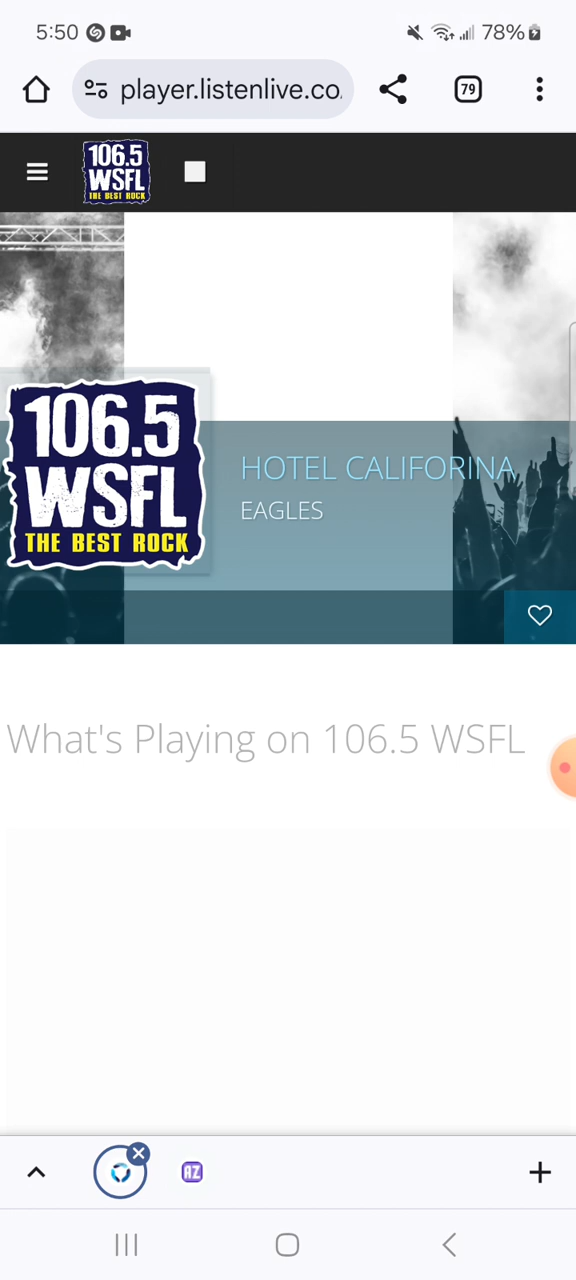 5:50
78%
player.listenlive.co.
79
106.5
WSFL
THE BEST ROCK
106.5
WSFL
THE BEST ROCK
HOTEL CALIFORINA
EAGLES
What's Playing on 106.5 WSFL
AZ